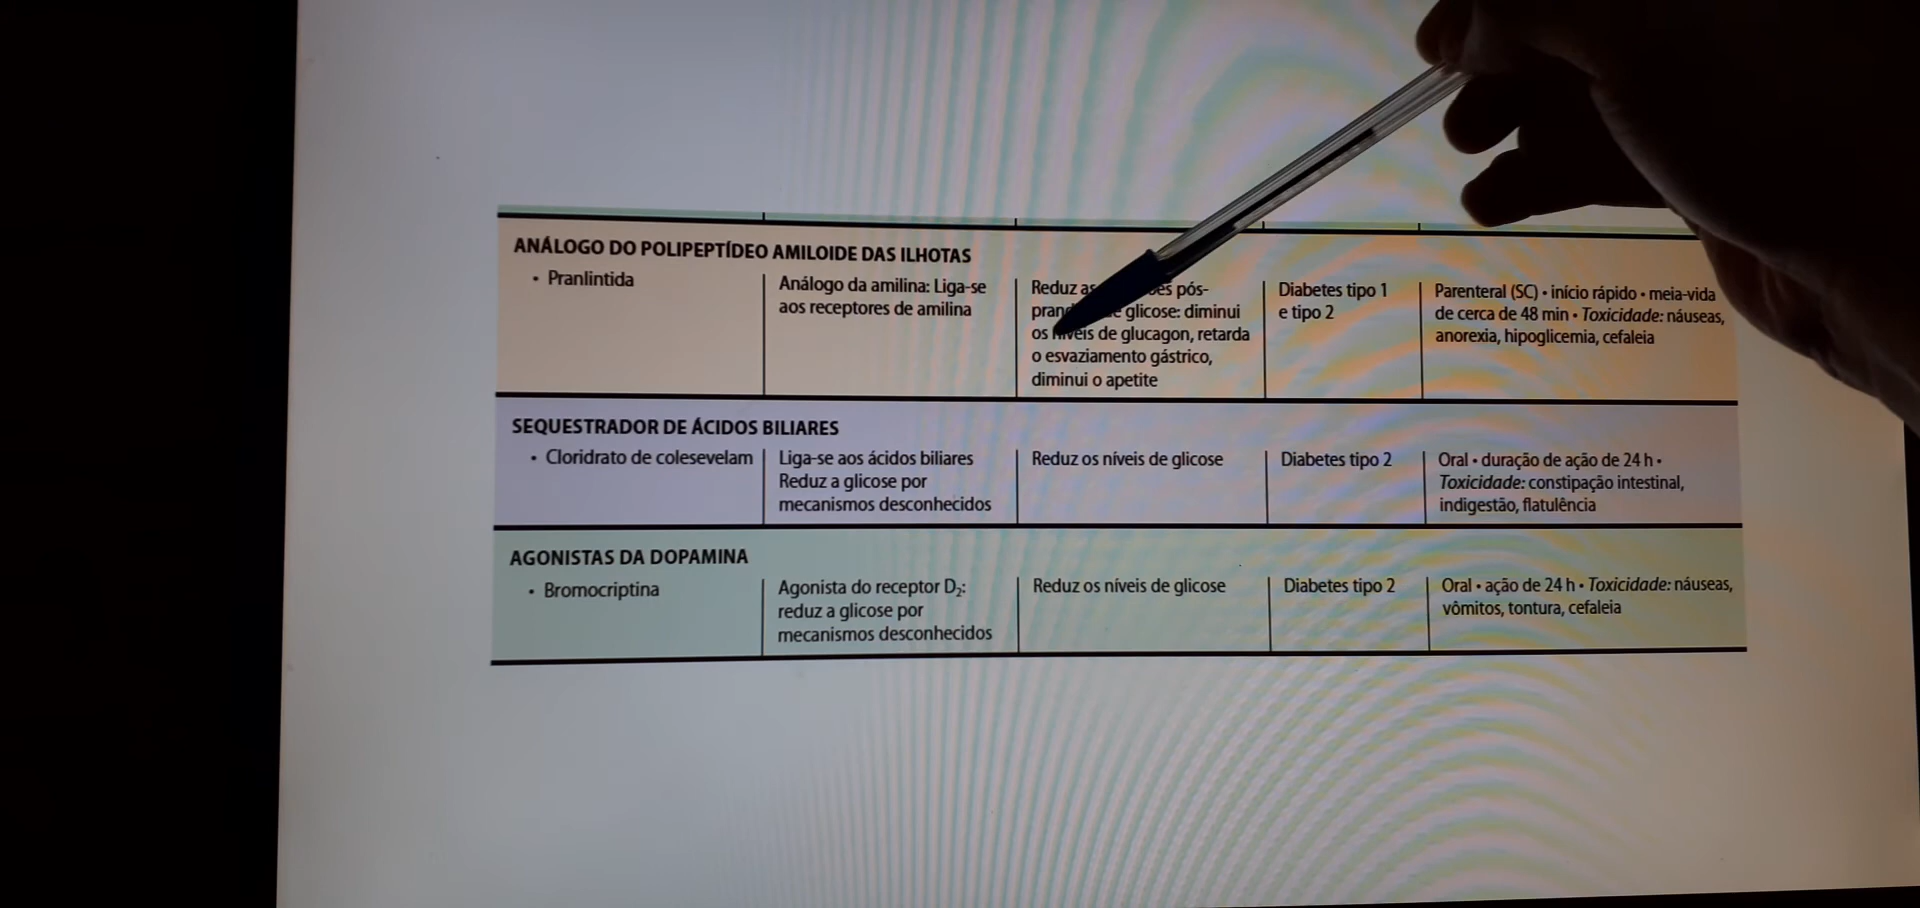 ANÁLOGO DO POLIPEPTÍDEO AMILOIDE DAS ILHOTAS
• Pranlintida
Análogo da amilina: Liga-se
aos receptores de amilina
Reduz as pós-
glicose: diminui
os níveis de glucagon, retarda
o esvaziamento gástrico,
diminui o apetite
Diabetes tipo 1
e tipo 2
Parenteral (SC) • início rápido • meia-vida
de cerca de 48 min • Toxicidade: náuseas,
anorexia, hipoglicemia, cefaleia
SEQUESTRADOR DE ÁCIDOS BILIARES
• Cloridrato de colesevelam
Liga-se aos ácidos biliares
Reduz a glicose por
mecanismos desconhecidos
Reduz os níveis de glicose
Diabetes tipo 2
Oral • duração de ação de 24 h •
Toxicidade: constipação intestinal,
indigestão, flatulência
AGONISTAS DA DOPAMINA
• Bromocriptina
Agonista do receptor D₂:
reduz a glicose por
mecanismos desconhecidos
Reduz os níveis de glicose
Diabetes tipo 2
Oral • ação de 24 h • Toxicidade: náuseas,
vômitos, tontura, cefaleia